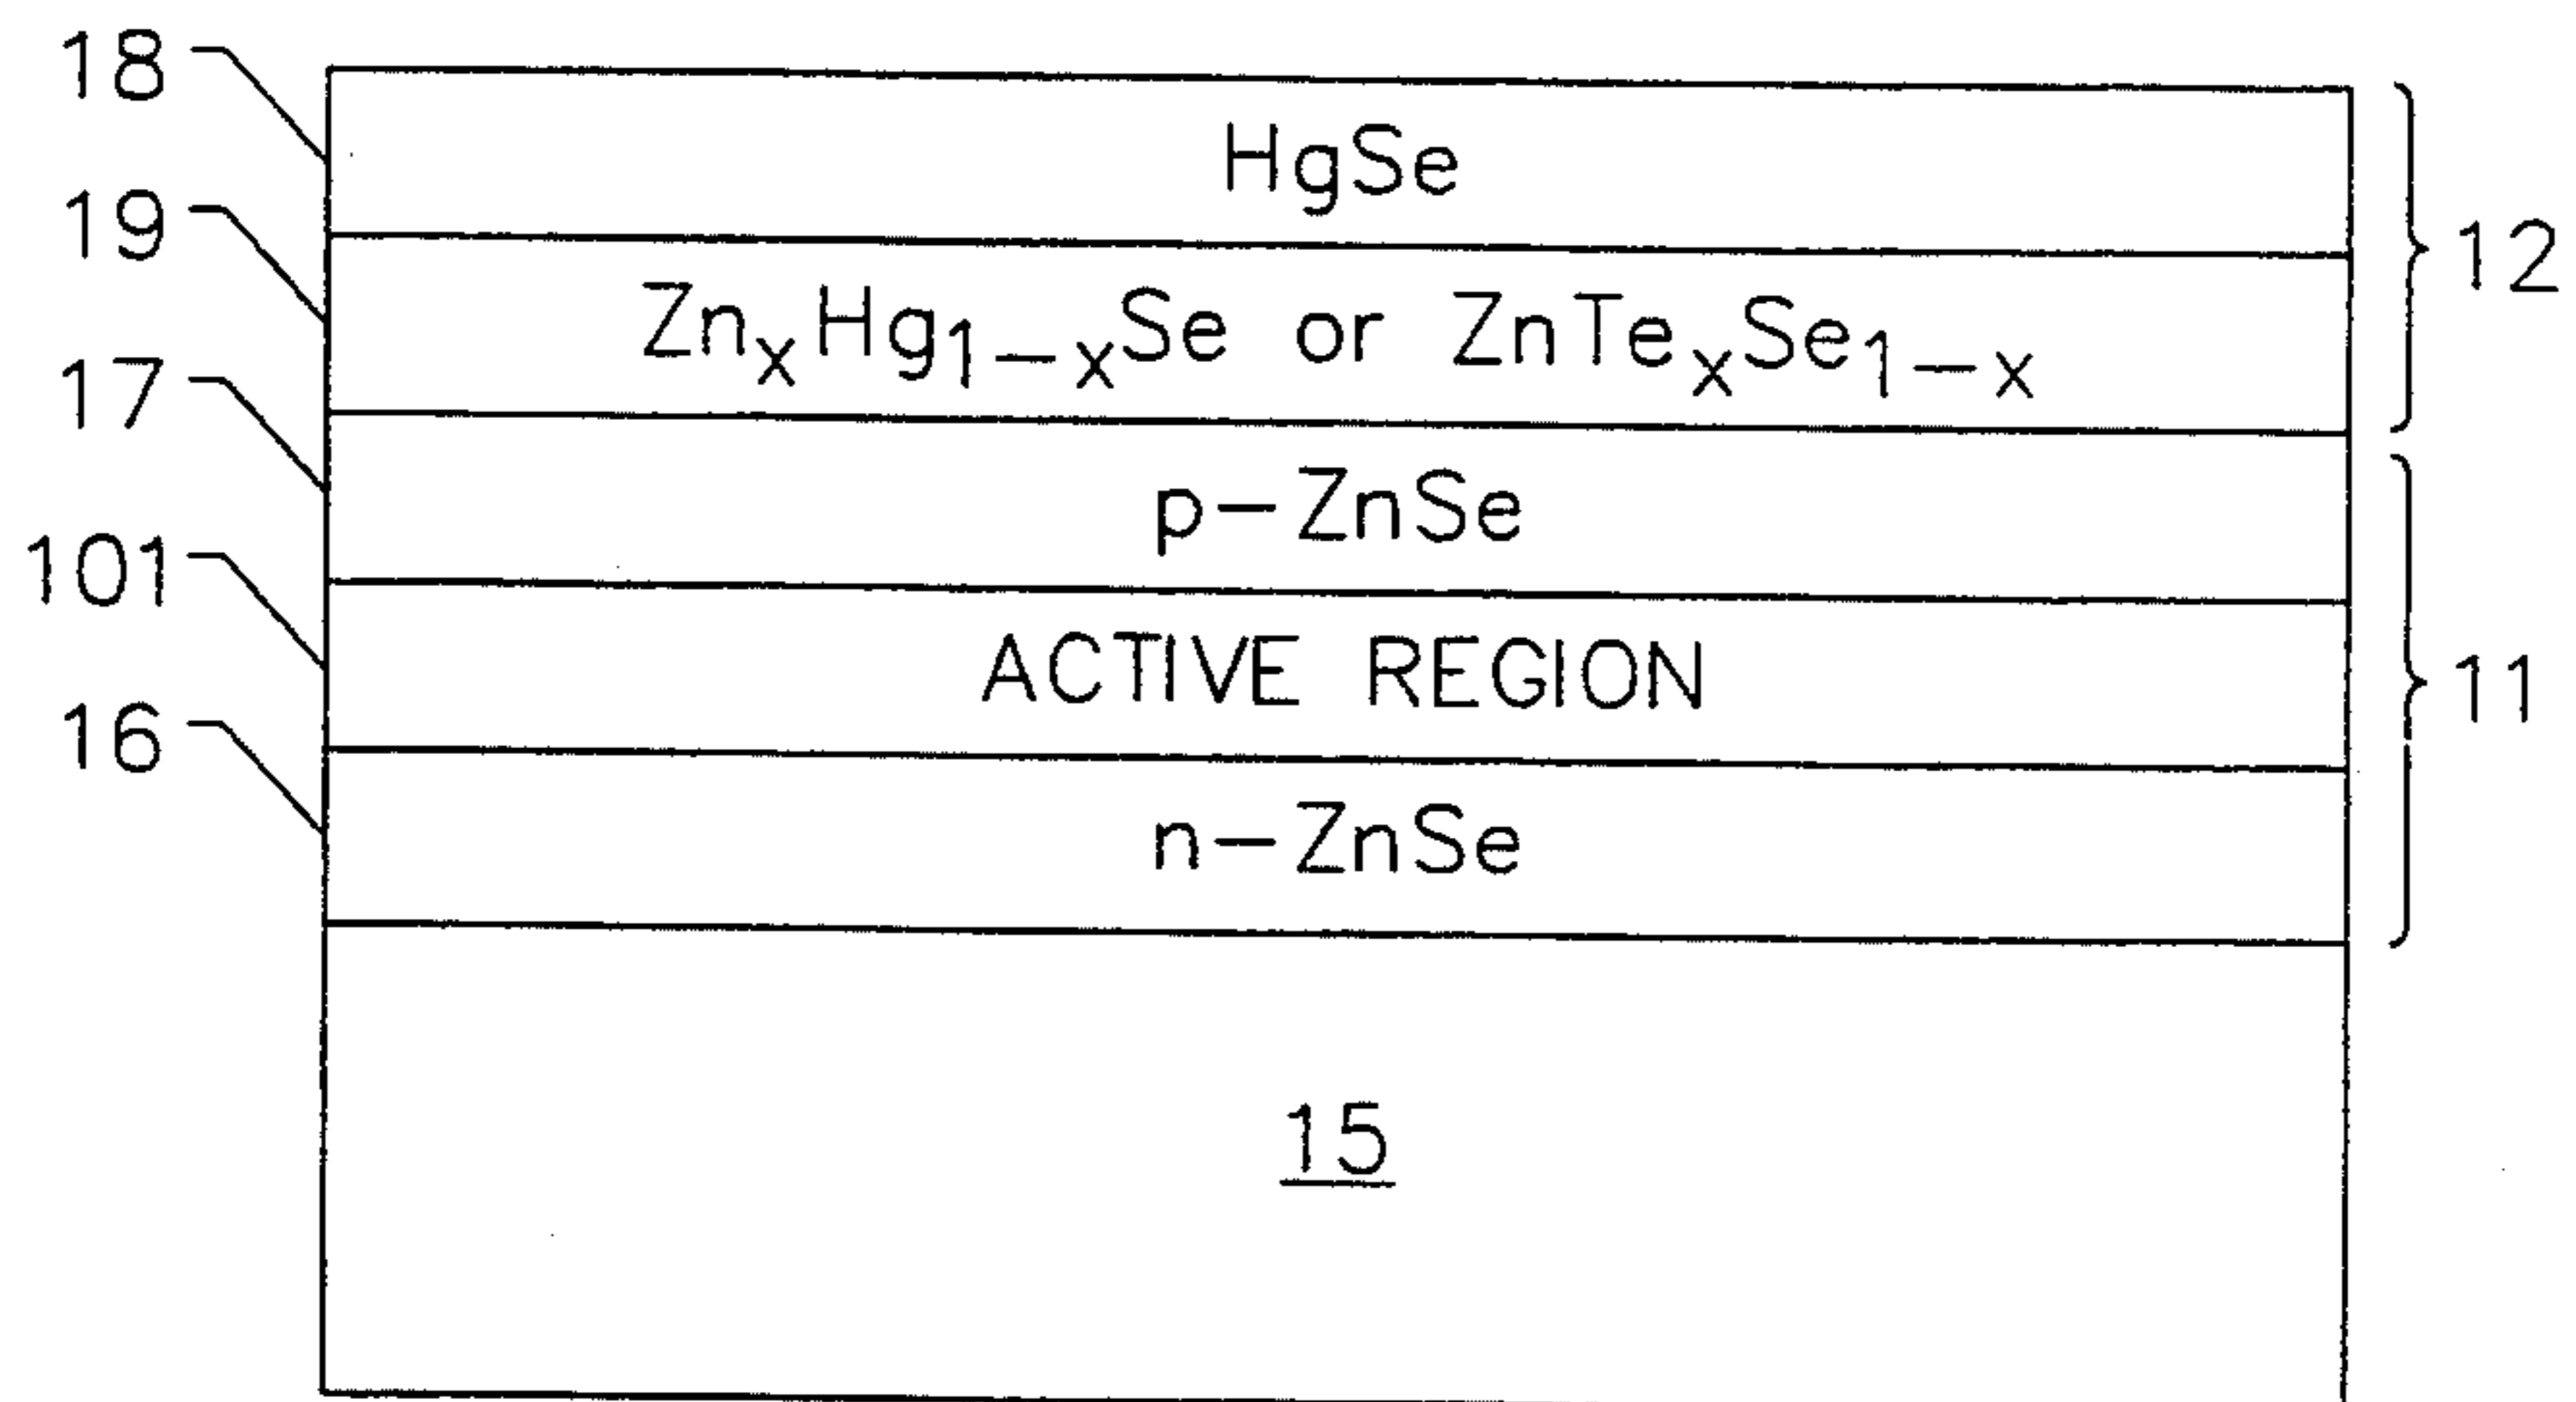 18
HgSe
19
12
ZnₓHg₁₋ₓSe or ZnTeₓSe₁₋ₓ
17
p-ZnSe
101
ACTIVE REGION
11
16
n-ZnSe
15